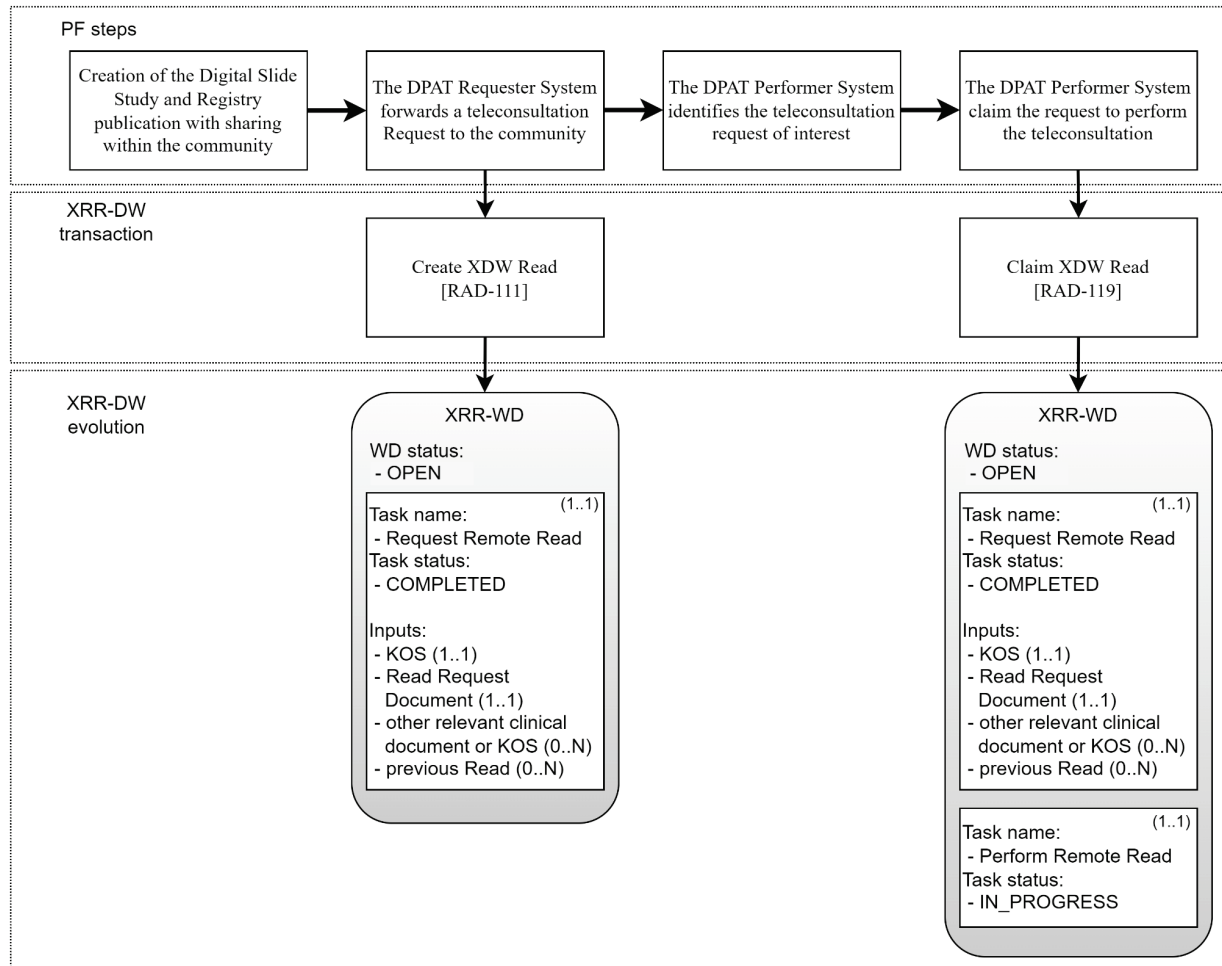 PF steps
Creation of the Digital Slide
Study and Registry
publication with sharing
within the community
The DPAT Requester System
forwards a teleconsultation
Request to the community
The DPAT Performer System
identifies the teleconsultation
request of interest
The DPAT Performer System
claim the request to perform
the teleconsultation
XRR-DW
transaction
Create XDW Read
[RAD-111]
Claim XDW Read
[RAD-119]
XRR-DW
evolution
XRR-WD
WD status:
- OPEN
(1..1)
Task name:
- Request Remote Read
Task status:
- COMPLETED
Inputs:
- KOS (1..1)
- Read Request
Document (1..1)
- other relevant clinical
document or KOS (0..N)
- previous Read (0..N)
XRR-WD
WD status:
- OPEN
(1..1)
Task name:
- Request Remote Read
Task status:
- COMPLETED
Inputs:
- KOS (1..1)
- Read Request
Document (1..1)
- other relevant clinical
document or KOS (0..N)
- previous Read (0..N)
(1..1)
Task name:
- Perform Remote Read
Task status:
- IN_PROGRESS